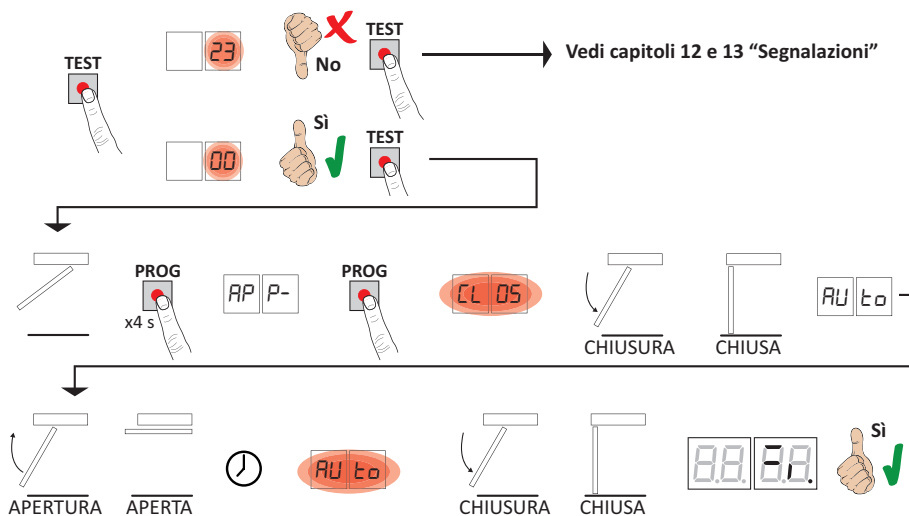 TEST
23
No
TEST
Vedi capitoli 12 e 13 “Segnalazioni”
00
Sì
TEST
PROG
x4 s
AP P-
PROG
CL OS
CHIUSURA
CHIUSA
AU to
APERTURA
APERTA
AU to
CHIUSURA
CHIUSA
Sì